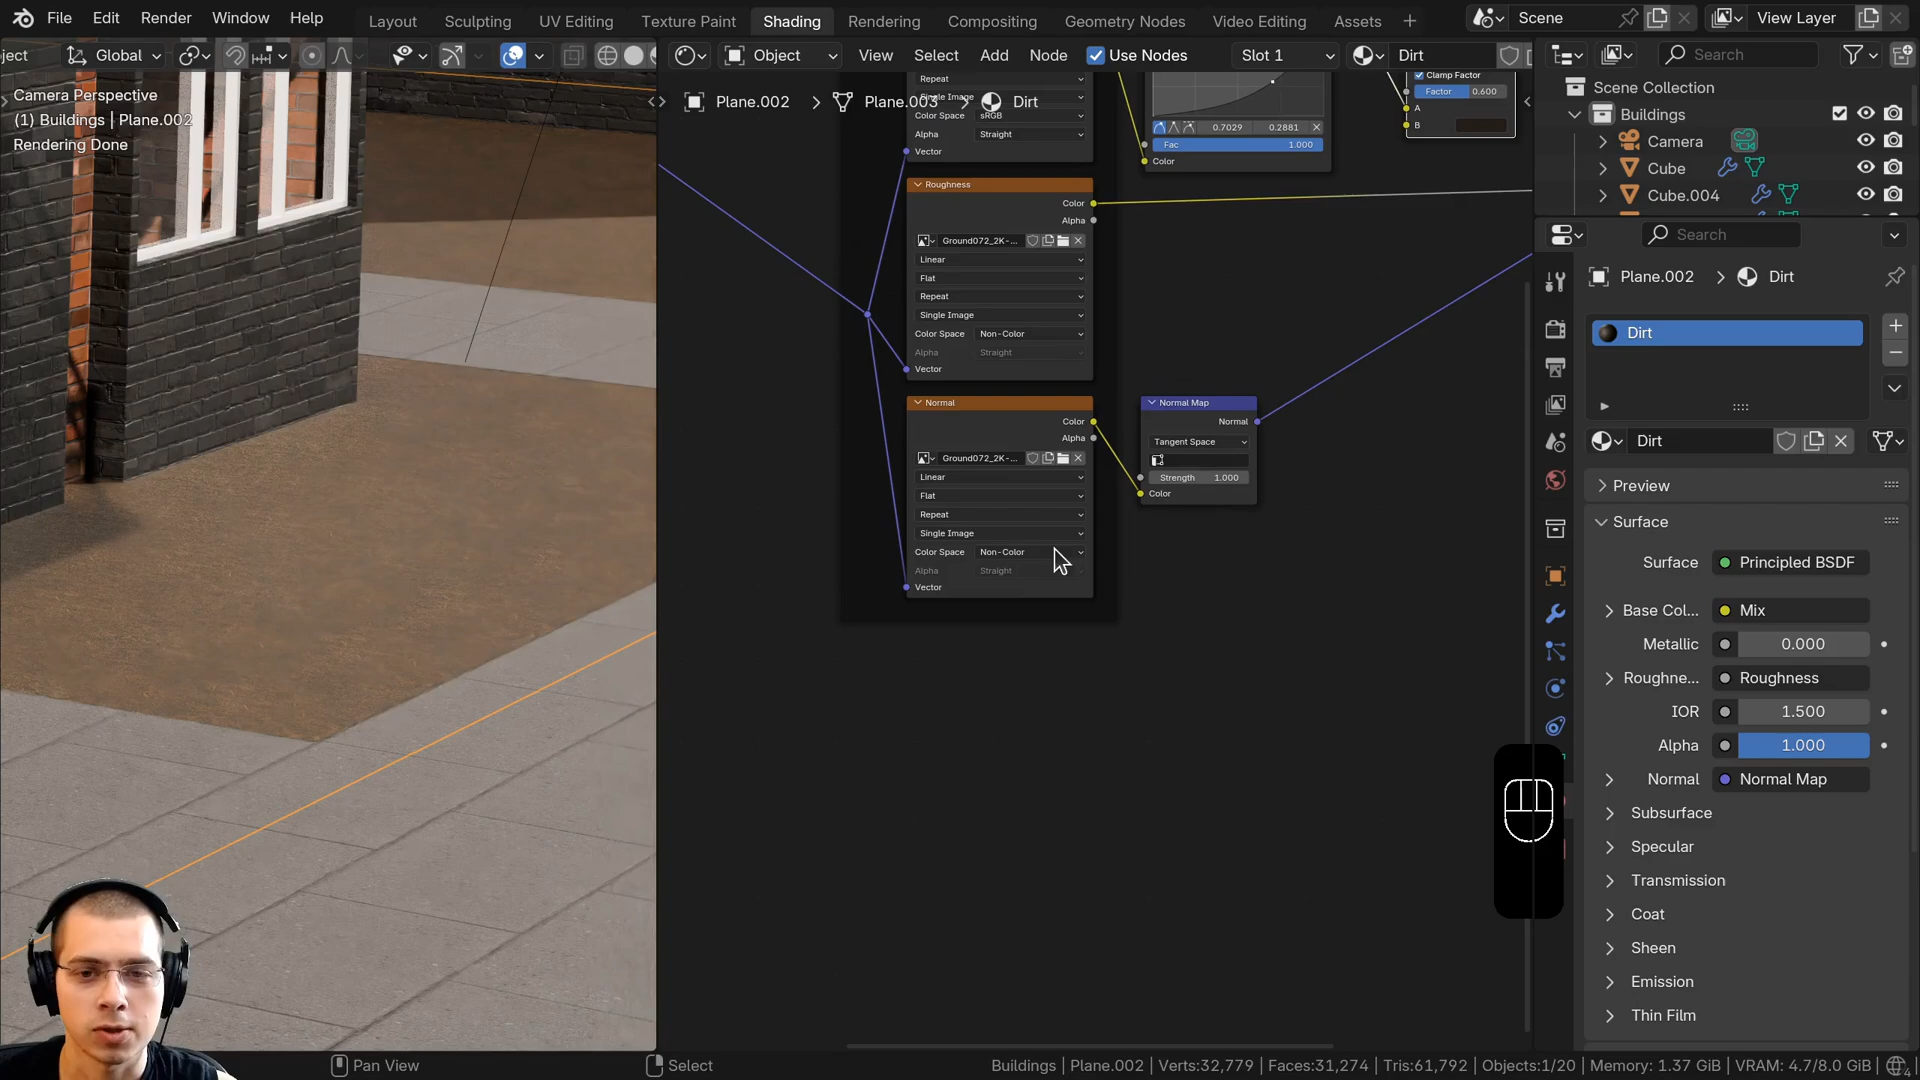 File Edit Render Window Help Layout Sculpting UV Editing Texture Paint Shading Rendering Compositing Geometry Nodes Video Editing Assets + Scene View Layer
ject Global Object View Select Add Node Use Nodes Slot 1 Dirt Search
Camera Perspective
(1) Buildings | Plane.002
Rendering Done
Plane.002 > Plane.003 > Dirt
Repeat
Single Image
Color Space sRGB
Alpha Straight
Vector
0.7029 0.2881
Fac 1.000
Color
Clamp Factor
Factor 0.600
A
B
Roughness
Color
Alpha
Ground072_2K-...
Linear
Flat
Repeat
Single Image
Color Space Non-Color
Alpha Straight
Vector
Normal
Color
Alpha
Ground072_2K-...
Linear
Flat
Repeat
Single Image
Color Space Non-Color
Alpha Straight
Vector
Normal Map
Normal
Tangent Space
Strength 1.000
Color
Scene Collection
Buildings
Camera
Cube
Cube.004
Search
Plane.002 > Dirt
Dirt
Dirt
Preview
Surface
Surface Principled BSDF
Base Col... Mix
Metallic 0.000
Roughne... Roughness
IOR 1.500
Alpha 1.000
Normal Normal Map
Subsurface
Specular
Transmission
Coat
Sheen
Emission
Thin Film
Pan View Select Buildings | Plane.002 | Verts:32,779 | Faces:31,274 | Tris:61,792 | Objects:1/20 | Memory: 1.37 GiB | VRAM: 4.7/8.0 GiB